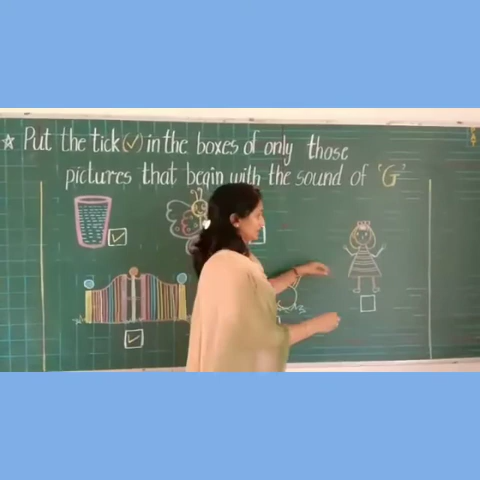 * Put the tick (✓) in the boxes of only those
pictures that begin with the sound of 'G'